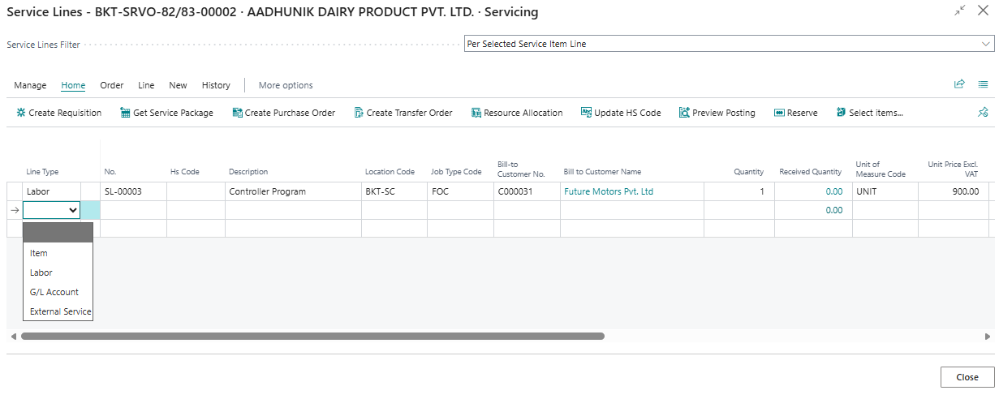 Service Lines - BKT-SRVO-82/83-00002 · AADHUNIK DAIRY PRODUCT PVT. LTD. · Servicing
Service Lines Filter
Per Selected Service Item Line
Manage Home Order Line New History More options
Create Requisition Get Service Package Create Purchase Order Create Transfer Order Resource Allocation Update HS Code Preview Posting Reserve Select items...
Line Type No. Hs Code Description Location Code Job Type Code Bill-to Customer No. Bill to Customer Name Quantity Received Quantity Unit of Measure Code Unit Price Excl. VAT
Labor SL-00003 Controller Program BKT-SC FOC C000031 Future Motors Pvt. Ltd 1 0.00 UNIT 900.00
0.00
Item
Labor
G/L Account
External Service
Close